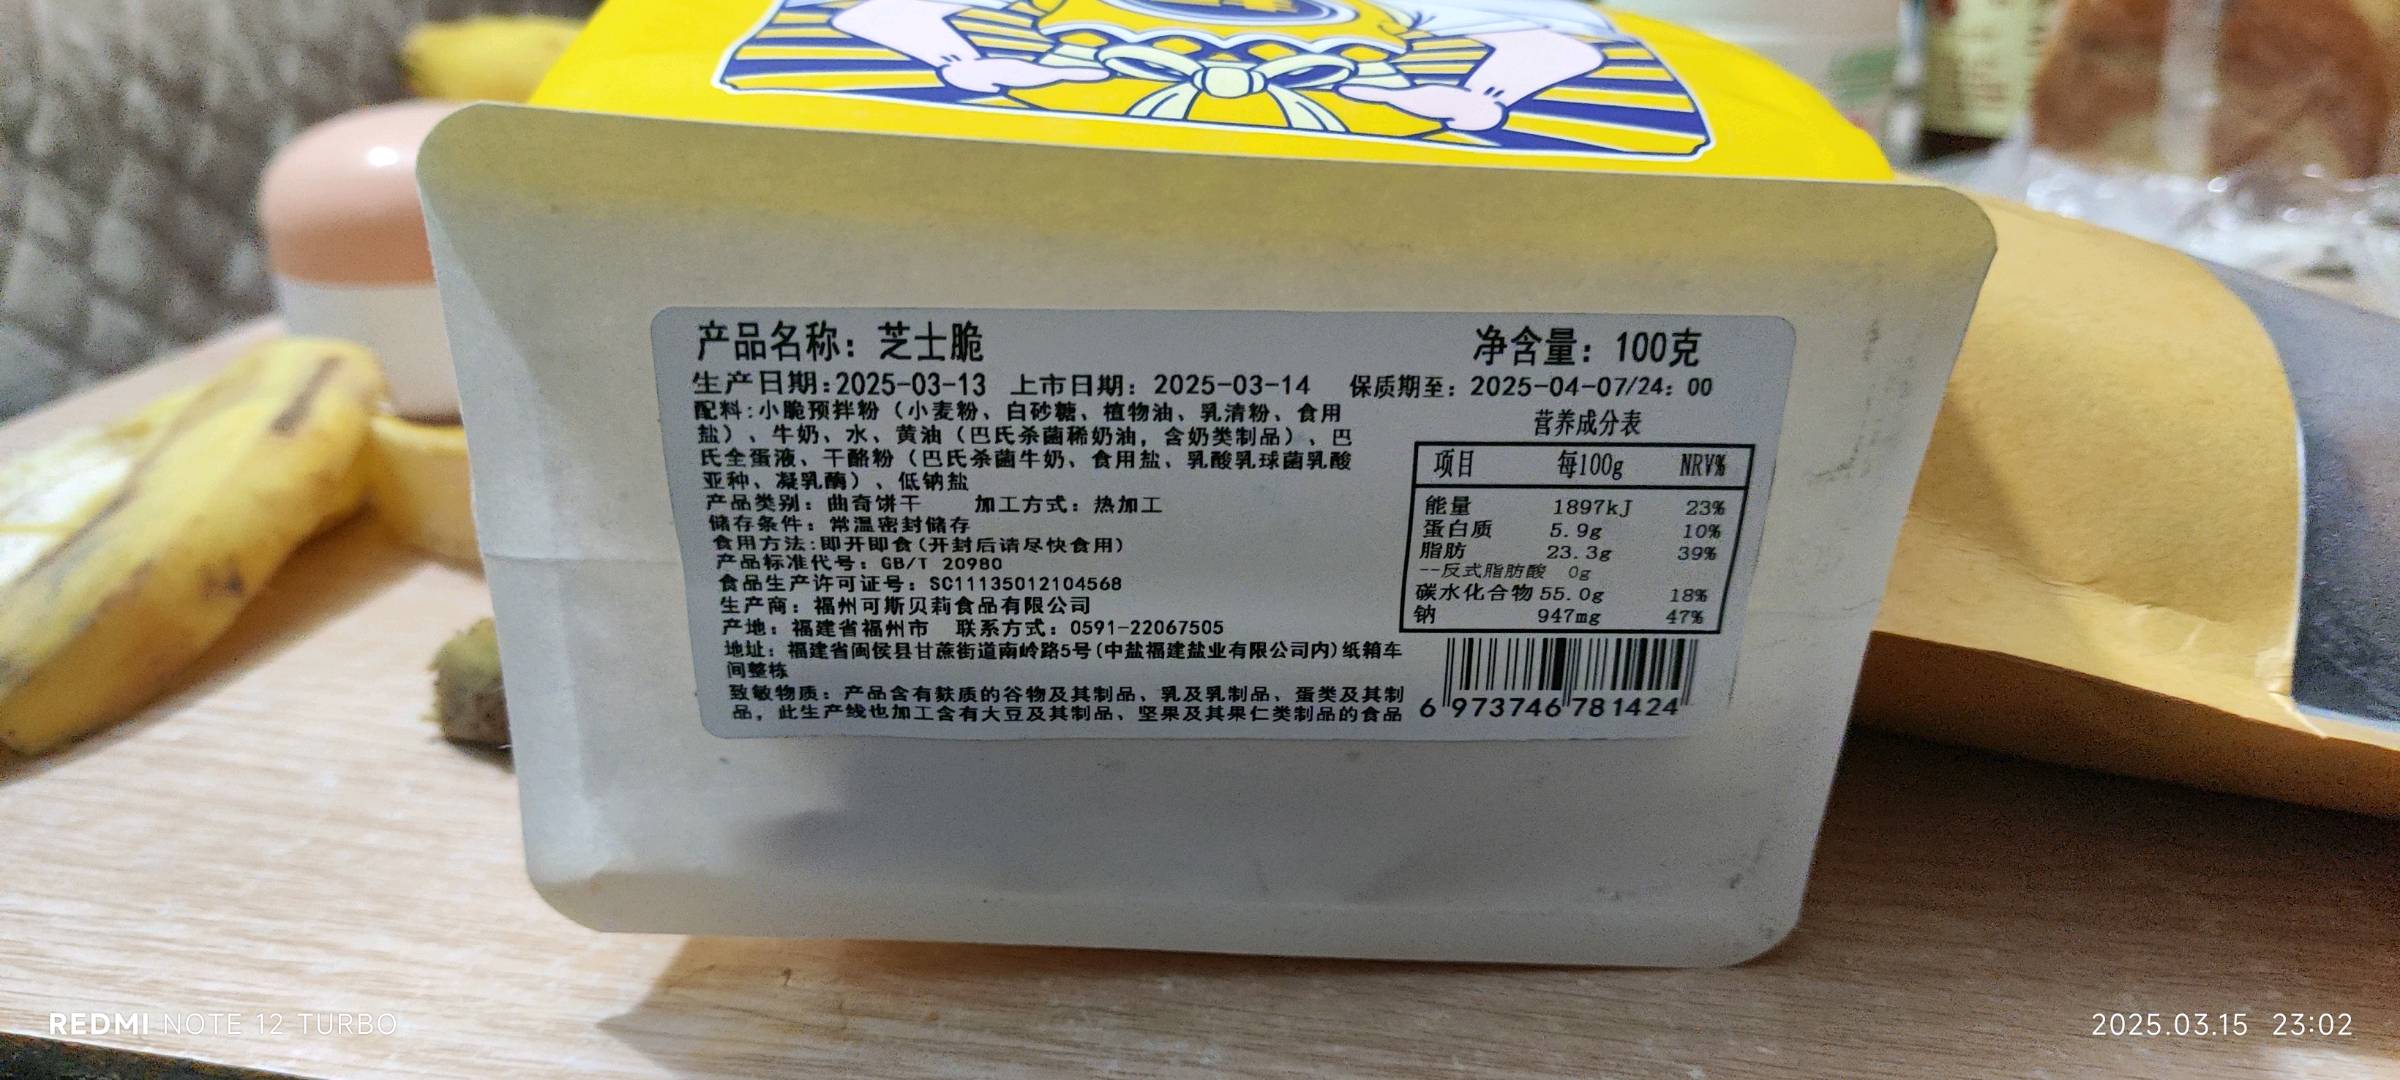 产品名称：芝士脆 净含量：100克
生产日期:2025-03-13 上市日期：2025-03-14 保质期至：2025-04-07/24：00
配料:小脆预拌粉（小麦粉、白砂糖、植物油、乳清粉、食用
盐）、牛奶、水、黄油（巴氏杀菌稀奶油，含奶类制品）、巴
氏全蛋液、干酪粉（巴氏杀菌牛奶、食用盐、乳酸乳球菌乳酸
亚种、凝乳酶）、低钠盐
产品类别：曲奇饼干 加工方式：热加工
储存条件：常温密封储存
食用方法:即开即食(开封后请尽快食用)
产品标准代号：GB/T 20980
食品生产许可证号：SC11135012104568
生产商：福州可斯贝莉食品有限公司
产地：福建省福州市 联系方式：0591-22067505
地址：福建省闽侯县甘蔗街道南岭路5号(中盐福建盐业有限公司内)纸箱车
间整栋
致敏物质：产品含有麸质的谷物及其制品、乳及乳制品、蛋类及其制
品，此生产线也加工含有大豆及其制品、坚果及其果仁类制品的食品
营养成分表
项目 每100g NRV%
能量 1897kJ 23%
蛋白质 5.9g 10%
脂肪 23.3g 39%
--反式脂肪酸 0g
碳水化合物 55.0g 18%
钠 947mg 47%
6 973746 781424
REDMI NOTE 12 TURBO
2025.03.15 23:02